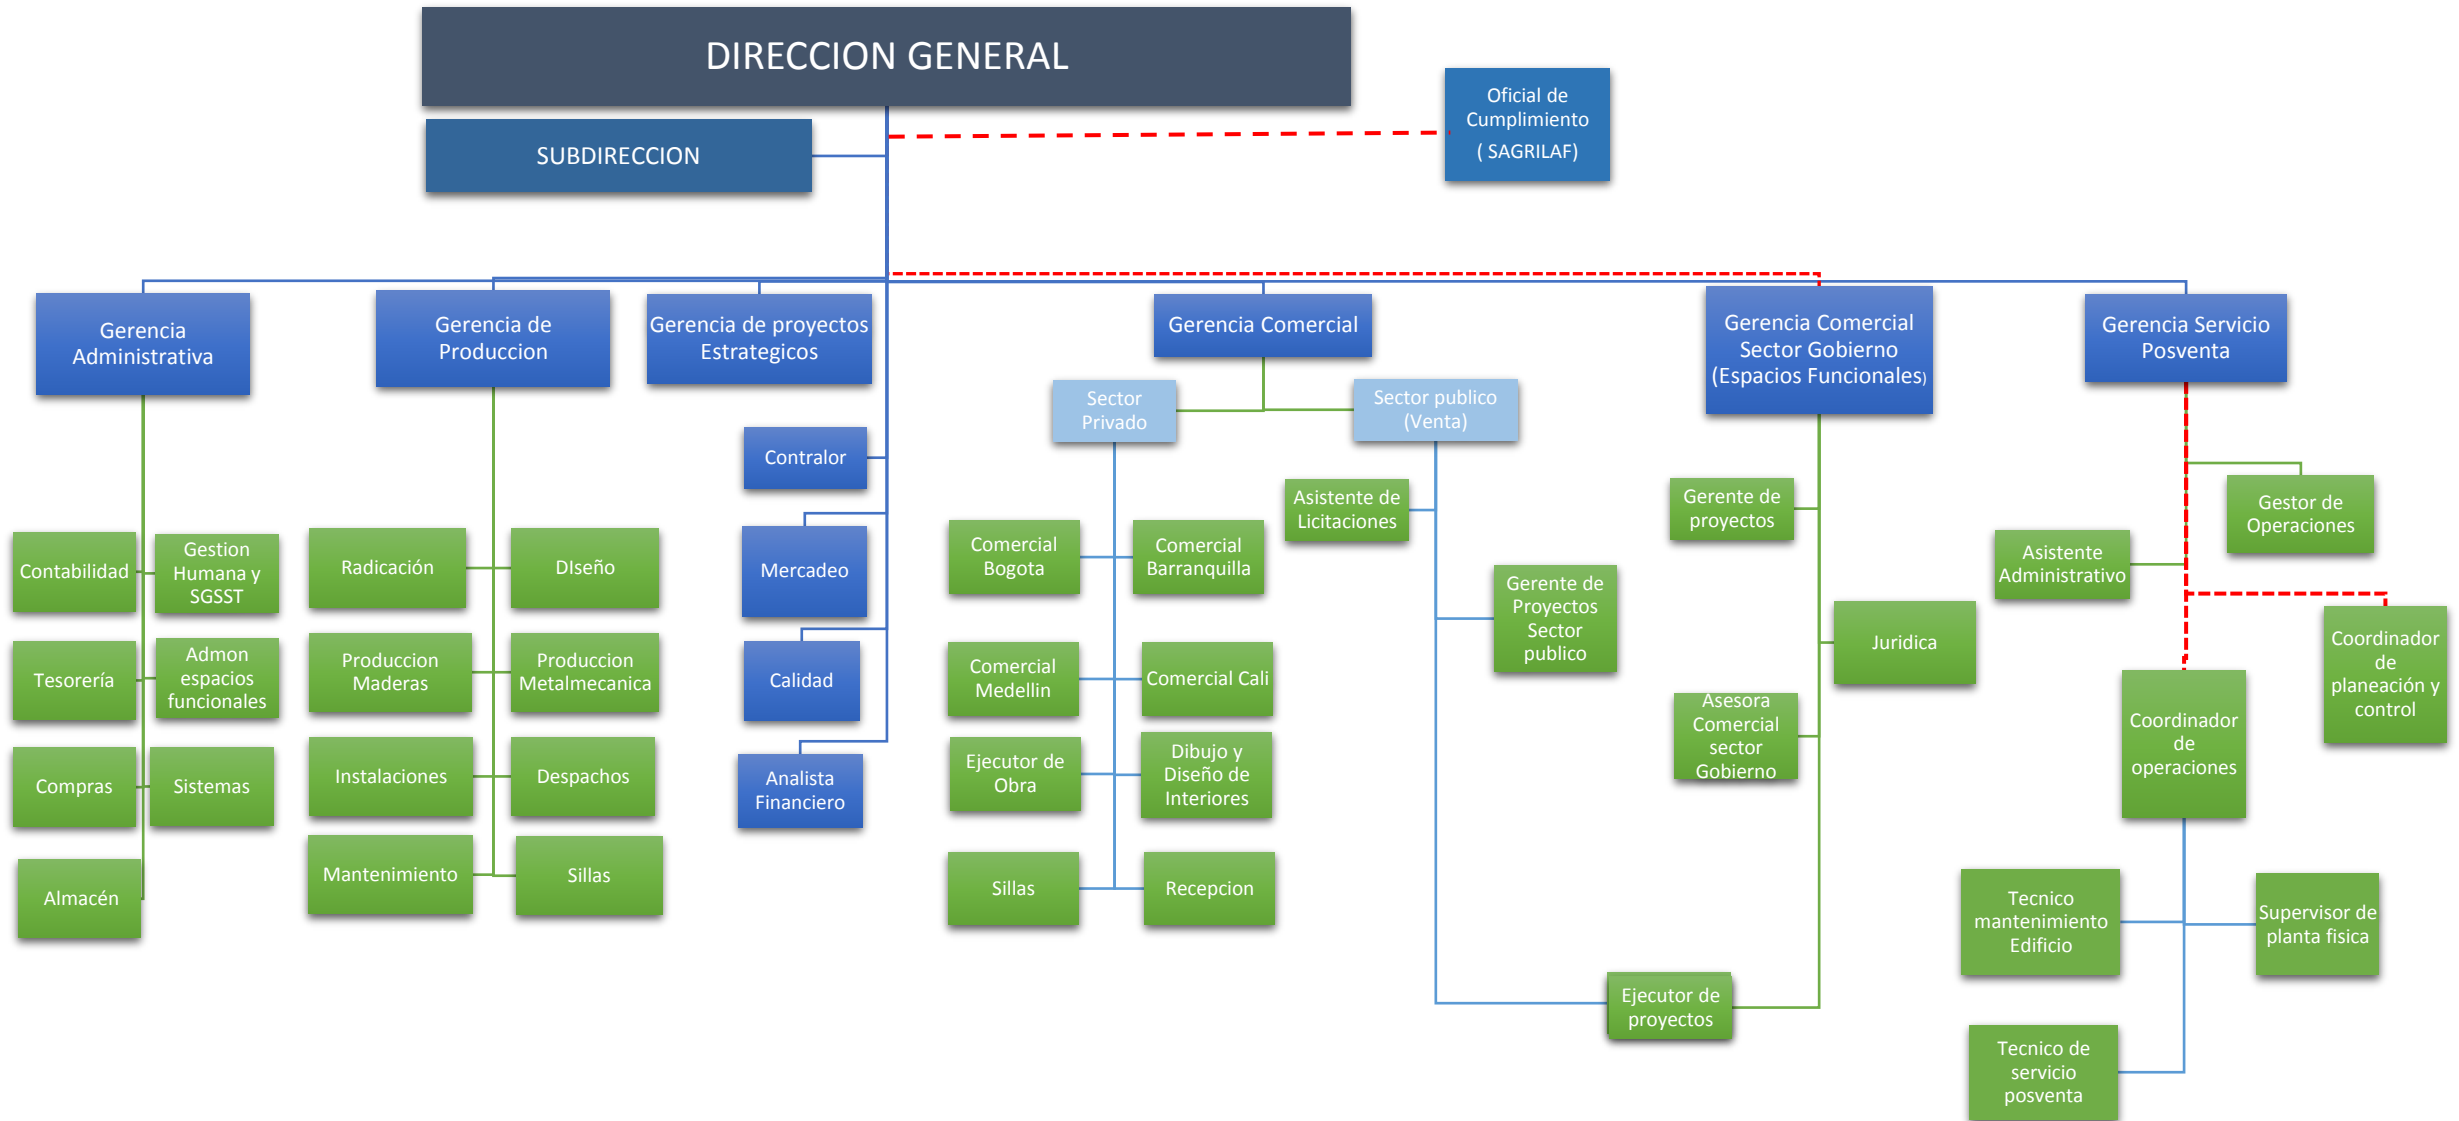 DIRECCION GENERAL
Oficial de
Cumplimiento
( SAGRILAF)
SUBDIRECCION
Gerencia
Administrativa
Gerencia de
Produccion
Gerencia de proyectos
Estrategicos
Gerencia Comercial
Gerencia Comercial
Sector Gobierno
(Espacios Funcionales)
Gerencia Servicio
Posventa
Sector
Privado
Sector publico
(Venta)
Contralor
Mercadeo
Calidad
Analista
Financiero
Contabilidad
Gestion
Humana y
SGSST
Tesorería
Admon
espacios
funcionales
Compras
Sistemas
Almacén
Radicación
DIseño
Produccion
Maderas
Produccion
Metalmecanica
Instalaciones
Despachos
Mantenimiento
Sillas
Comercial
Bogota
Comercial
Barranquilla
Comercial
Medellin
Comercial Cali
Ejecutor de
Obra
Dibujo y
Diseño de
Interiores
Sillas
Recepcion
Asistente de
Licitaciones
Gerente de
Proyectos
Sector
publico
Ejecutor de
proyectos
Gerente de
proyectos
Juridica
Asesora
Comercial
sector
Gobierno
Gestor de
Operaciones
Asistente
Administrativo
Coordinador
de
planeación y
control
Coordinador
de
operaciones
Tecnico
mantenimiento
Edificio
Supervisor de
planta fisica
Tecnico de
servicio
posventa